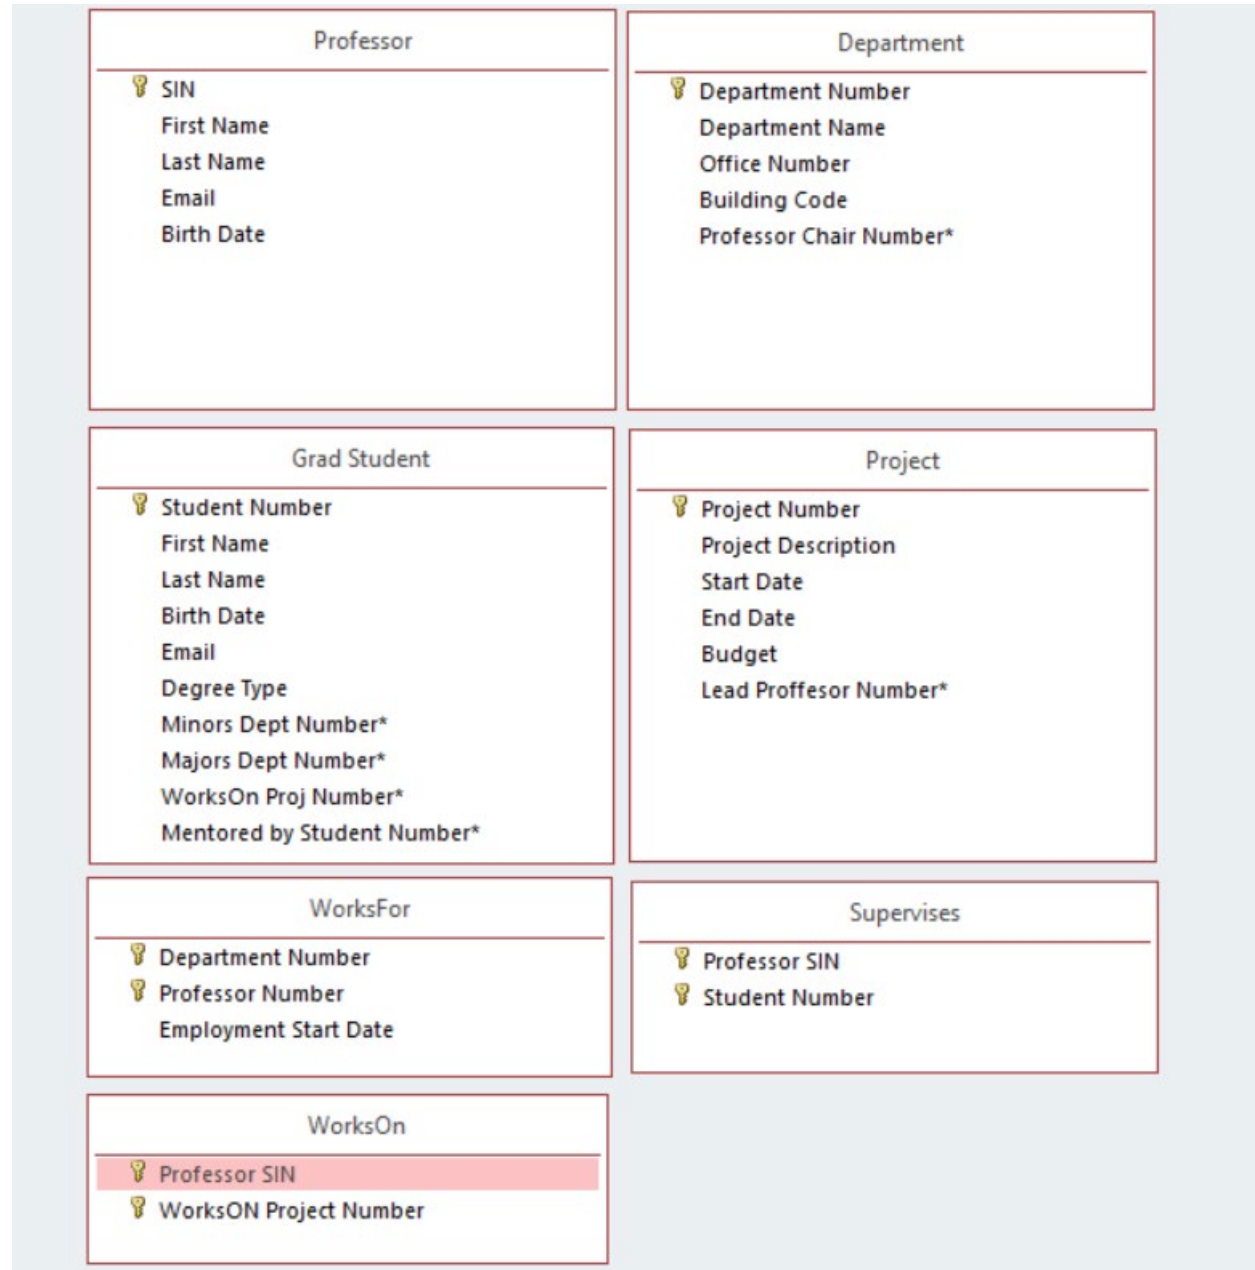 Professor
SIN
First Name
Last Name
Email
Birth Date
Department
Department Number
Department Name
Office Number
Building Code
Professor Chair Number*
Grad Student
Student Number
First Name
Last Name
Birth Date
Email
Degree Type
Minors Dept Number*
Majors Dept Number*
WorksOn Proj Number*
Mentored by Student Number*
Project
Project Number
Project Description
Start Date
End Date
Budget
Lead Proffesor Number*
WorksFor
Department Number
Professor Number
Employment Start Date
Supervises
Professor SIN
Student Number
WorksOn
Professor SIN
WorksON Project Number